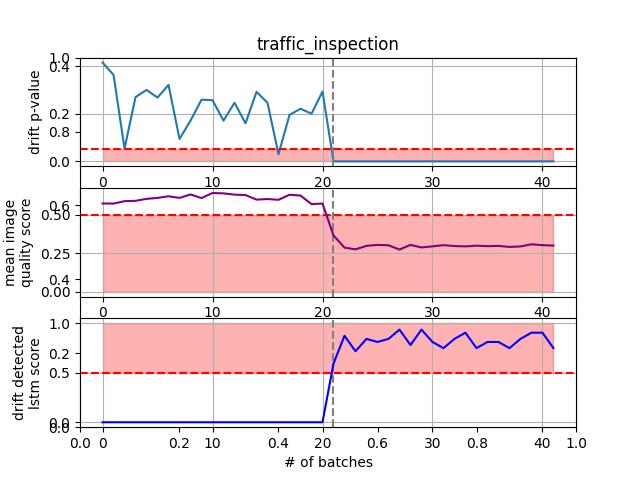 traffic_inspection
1.0
0.4
0.2
0.8
0.0
drift p-value
0 10 20 30 40
0.6
0.50
0.25
0.4
0.00
mean image
quality score
0 10 20 30 40
1.0
0.2
0.5
0.0
0.0
drift detected
lstm score
0.0 0 0.2 10 0.4 20 0.6 30 0.8 40 1.0
# of batches